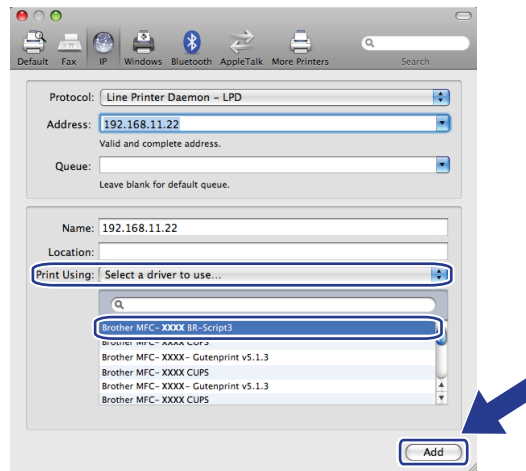 Default Fax IP Windows Bluetooth AppleTalk More Printers Search
Protocol: Line Printer Daemon – LPD
Address: 192.168.11.22
Valid and complete address.
Queue:
Leave blank for default queue.
Name: 192.168.11.22
Location:
Print Using: Select a driver to use...
Brother MFC- XXXX BR-Script3
Brother MFC- XXXX CUPS
Brother MFC- XXXX- Gutenprint v5.1.3
Brother MFC- XXXX CUPS
Brother MFC- XXXX- Gutenprint v5.1.3
Brother MFC- XXXX CUPS
Add